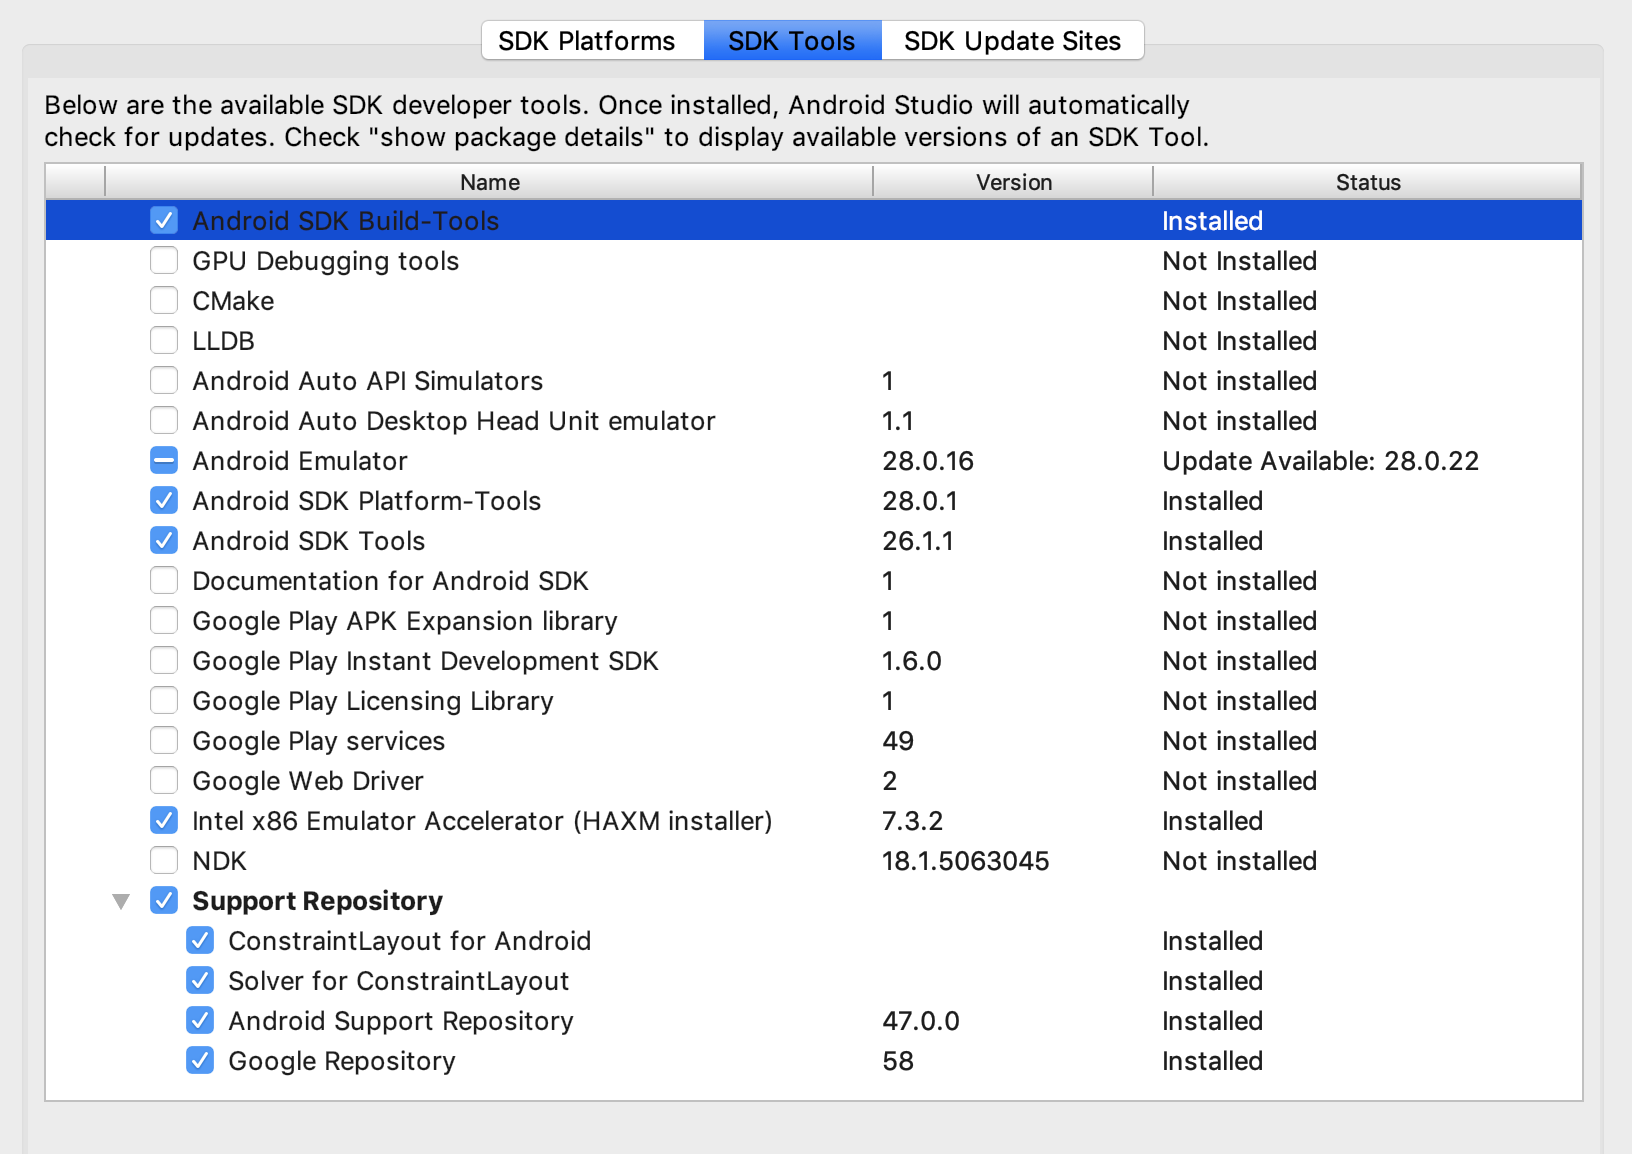 SDK Platforms SDK Tools SDK Update Sites
Below are the available SDK developer tools. Once installed, Android Studio will automatically
check for updates. Check "show package details" to display available versions of an SDK Tool.
Name Version Status
Android SDK Build-Tools Installed
GPU Debugging tools Not Installed
CMake Not Installed
LLDB Not Installed
Android Auto API Simulators 1 Not installed
Android Auto Desktop Head Unit emulator 1.1 Not installed
Android Emulator 28.0.16 Update Available: 28.0.22
Android SDK Platform-Tools 28.0.1 Installed
Android SDK Tools 26.1.1 Installed
Documentation for Android SDK 1 Not installed
Google Play APK Expansion library 1 Not installed
Google Play Instant Development SDK 1.6.0 Not installed
Google Play Licensing Library 1 Not installed
Google Play services 49 Not installed
Google Web Driver 2 Not installed
Intel x86 Emulator Accelerator (HAXM installer) 7.3.2 Installed
NDK 18.1.5063045 Not installed
Support Repository
ConstraintLayout for Android Installed
Solver for ConstraintLayout Installed
Android Support Repository 47.0.0 Installed
Google Repository 58 Installed